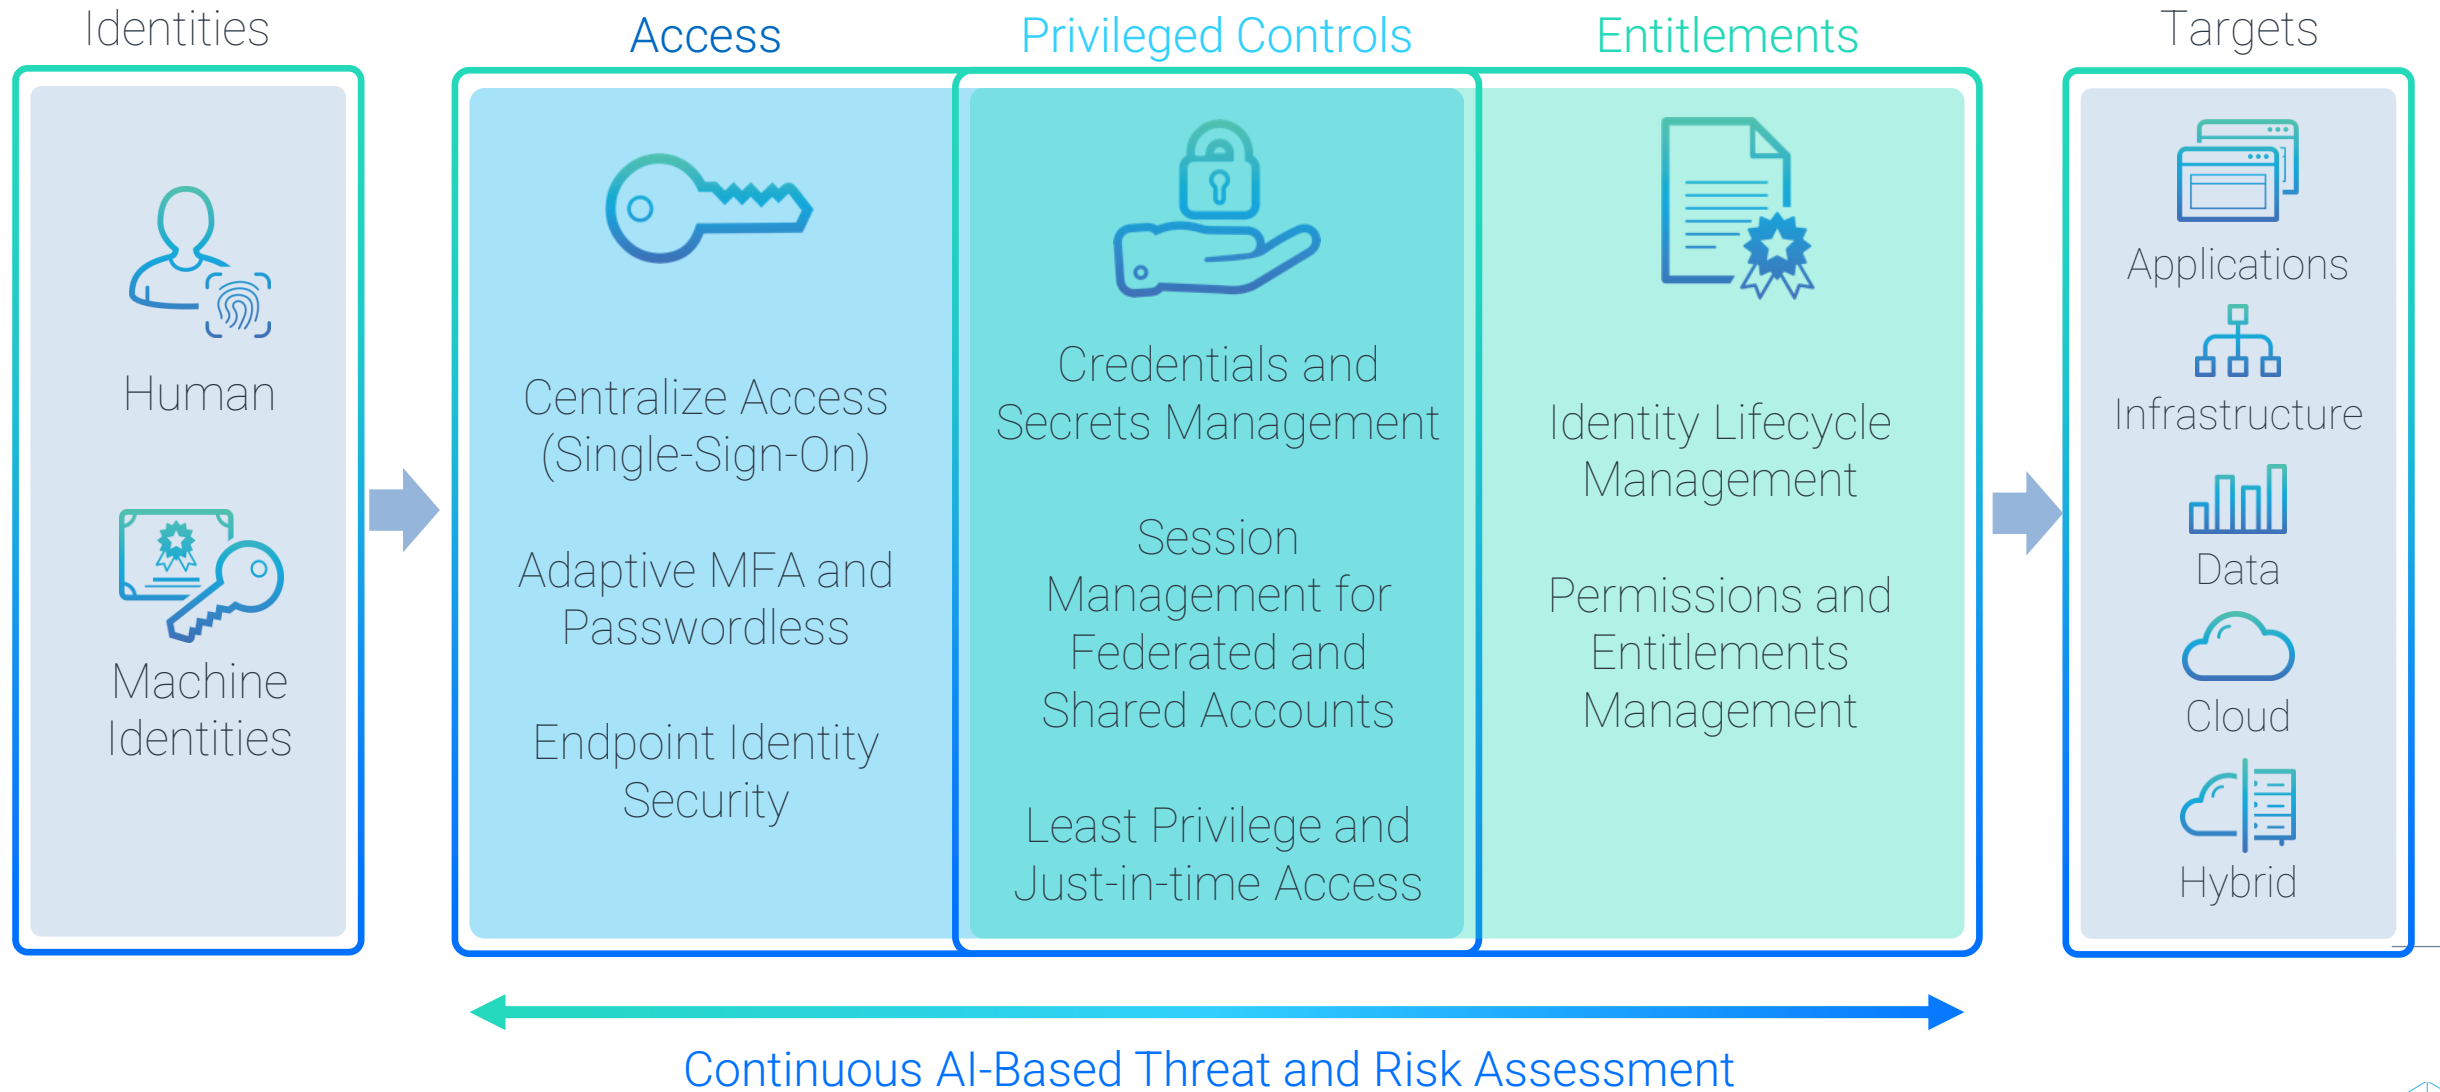 Identities
Human
Machine
Identities
Access
Centralize Access
(Single-Sign-On)
Adaptive MFA and
Passwordless
Endpoint Identity
Security
Privileged Controls
Credentials and
Secrets Management
Session
Management for
Federated and
Shared Accounts
Least Privilege and
Just-in-time Access
Entitlements
Identity Lifecycle
Management
Permissions and
Entitlements
Management
Targets
Applications
Infrastructure
Data
Cloud
Hybrid
Continuous AI-Based Threat and Risk Assessment